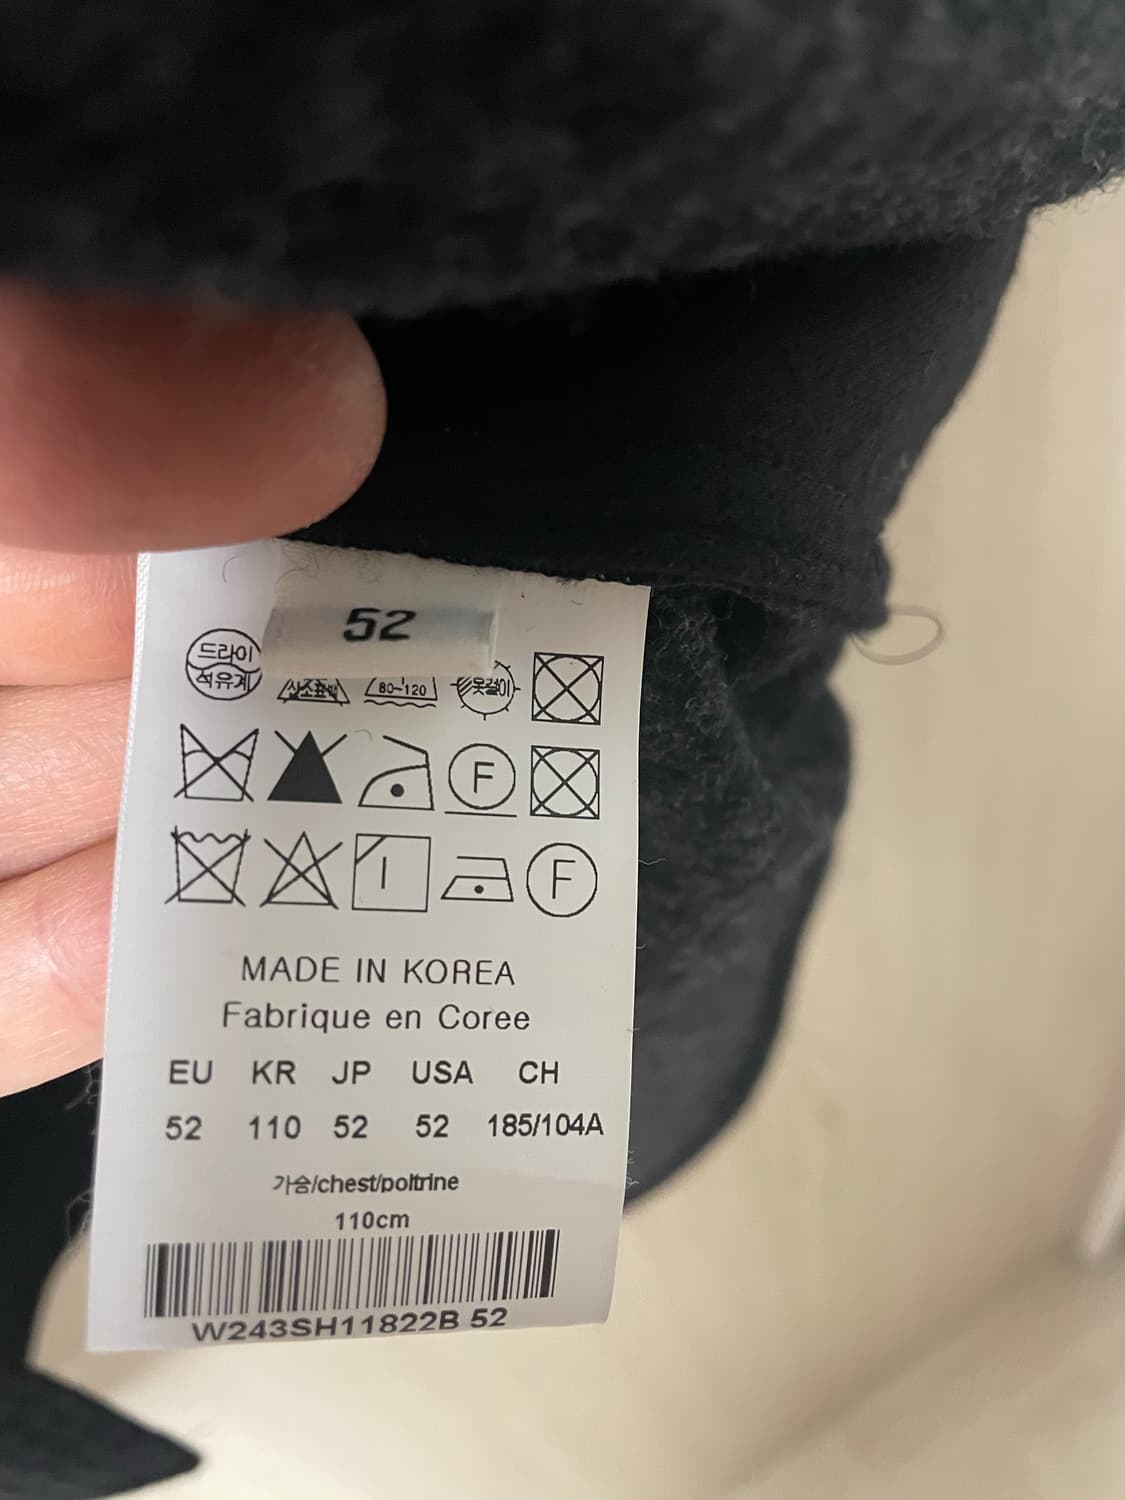 52
드라이
석유계
산소표백
80~120
옷걸이
F
I
F
MADE IN KOREA
Fabrique en Coree
EU KR JP USA CH
52 110 52 52 185/104A
가슴/chest/poltrine
110cm
W243SH11822B 52